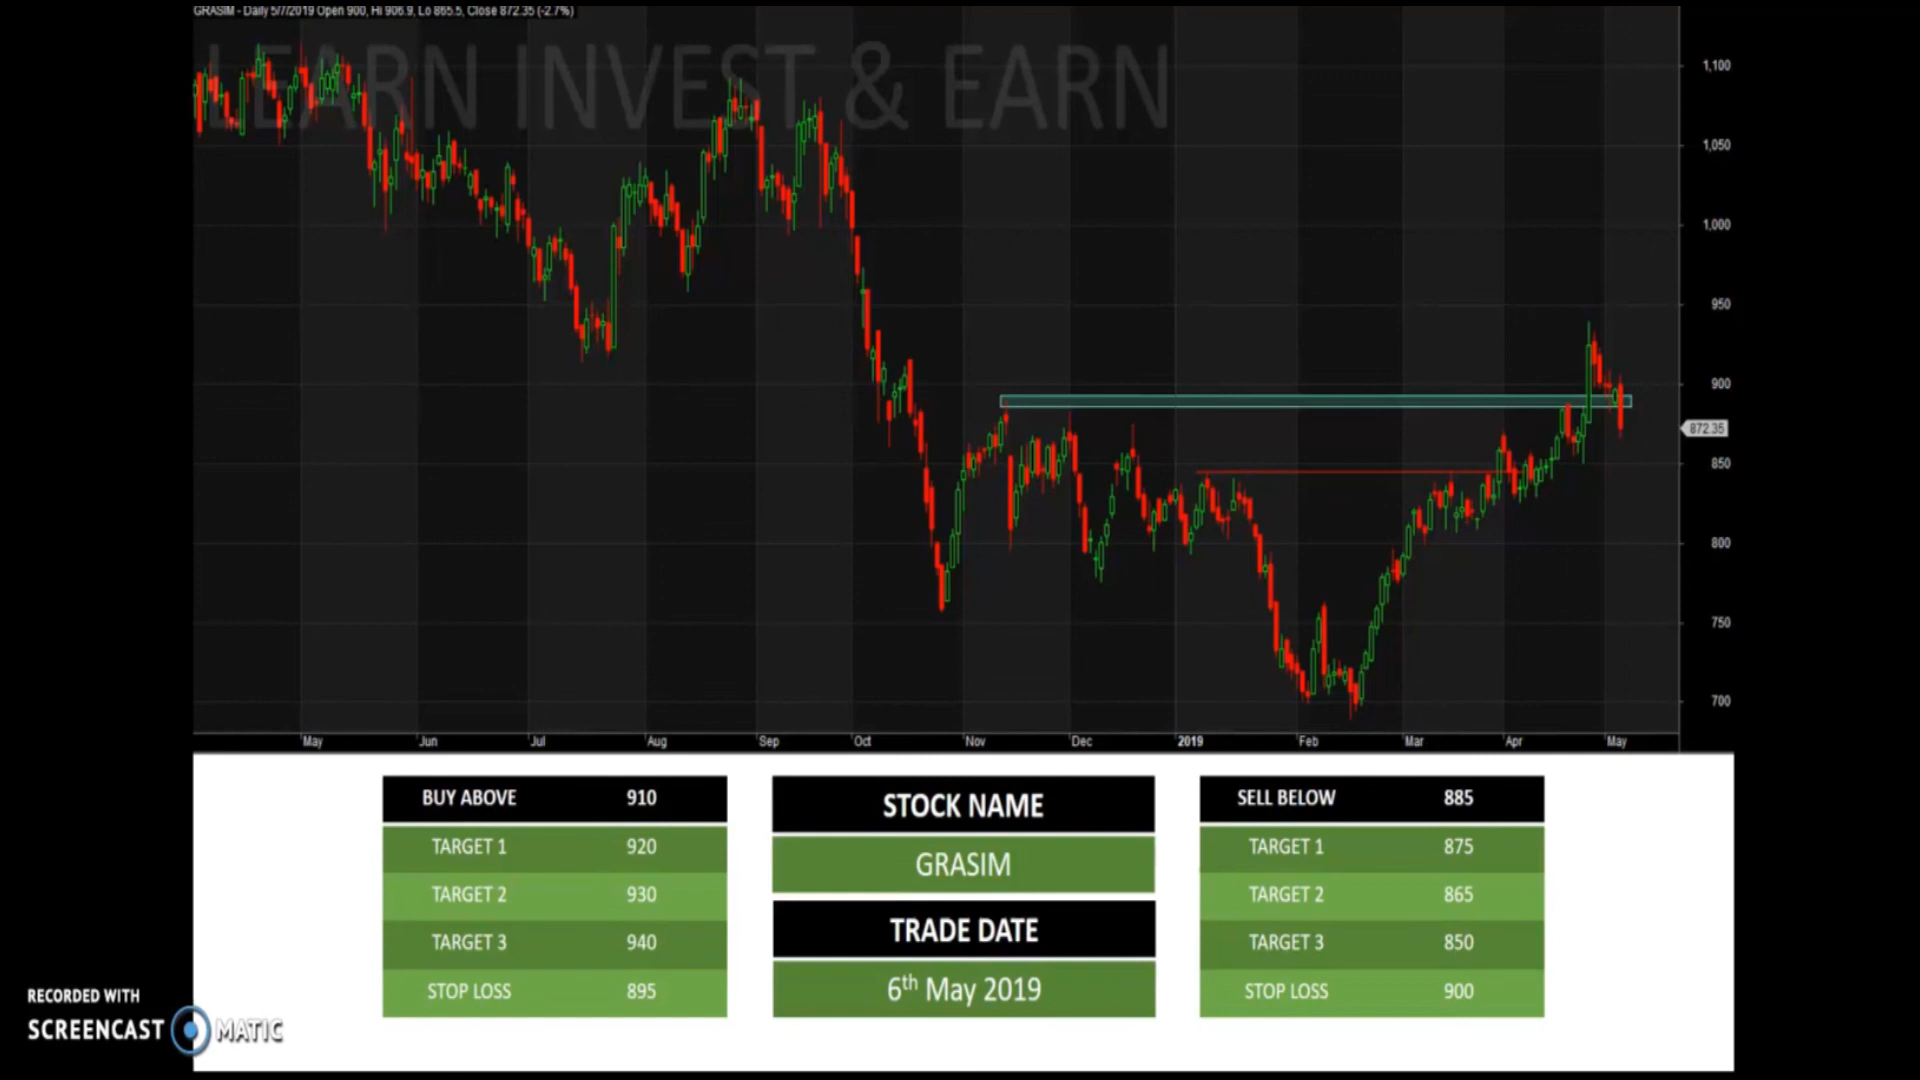 GRASIM - Daily 5/7/2019 Open 900, Hi 906.9, Lo 865.5, Close 872.35 (-2.7%)
LEARN INVEST & EARN
1,100
1,050
1,000
950
900
872.35
850
800
750
700
May Jun Jul Aug Sep Oct Nov Dec 2019 Feb Mar Apr May
BUY ABOVE 910
TARGET 1 920
TARGET 2 930
TARGET 3 940
STOP LOSS 895
STOCK NAME
GRASIM
TRADE DATE
6th May 2019
SELL BELOW 885
TARGET 1 875
TARGET 2 865
TARGET 3 850
STOP LOSS 900
RECORDED WITH
SCREENCAST MATIC